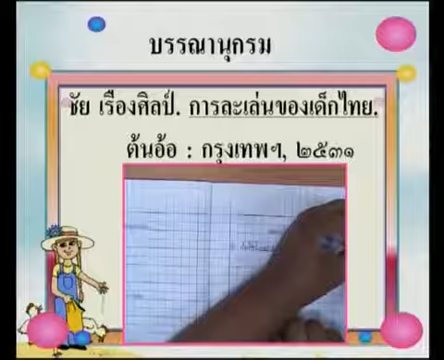 บรรณานุกรม
ชัย เรืองศิลป์. การละเล่นของเด็กไทย.
ต้นอ้อ : กรุงเทพฯ, ๒๕๓๑